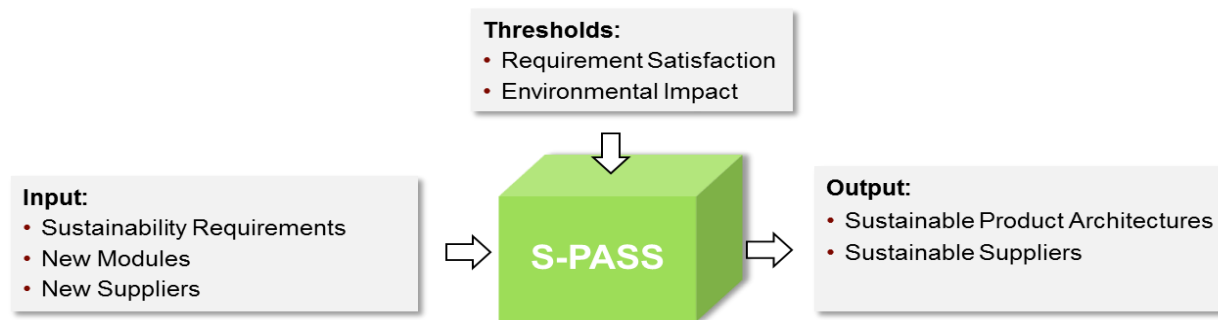 Thresholds:
• Requirement Satisfaction
• Environmental Impact
Input:
• Sustainability Requirements
• New Modules
• New Suppliers
S-PASS
Output:
• Sustainable Product Architectures
• Sustainable Suppliers